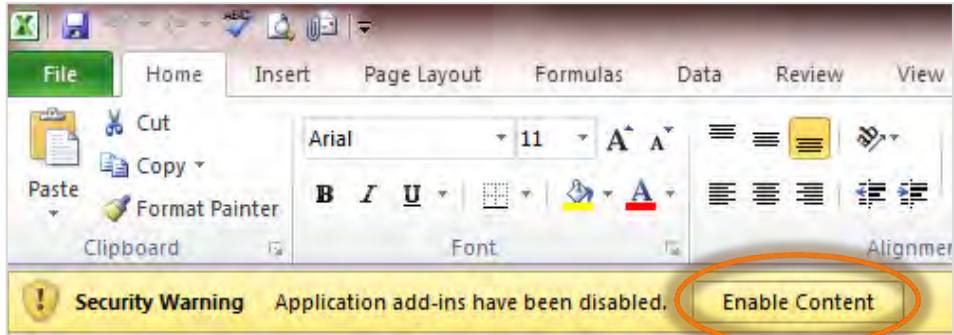 ABC
File Home Insert Page Layout Formulas Data Review View
Cut
Arial 11 A A
Copy
Paste
B I U A
Format Painter
Clipboard Font Alignmer
Security Warning Application add-ins have been disabled. Enable Content